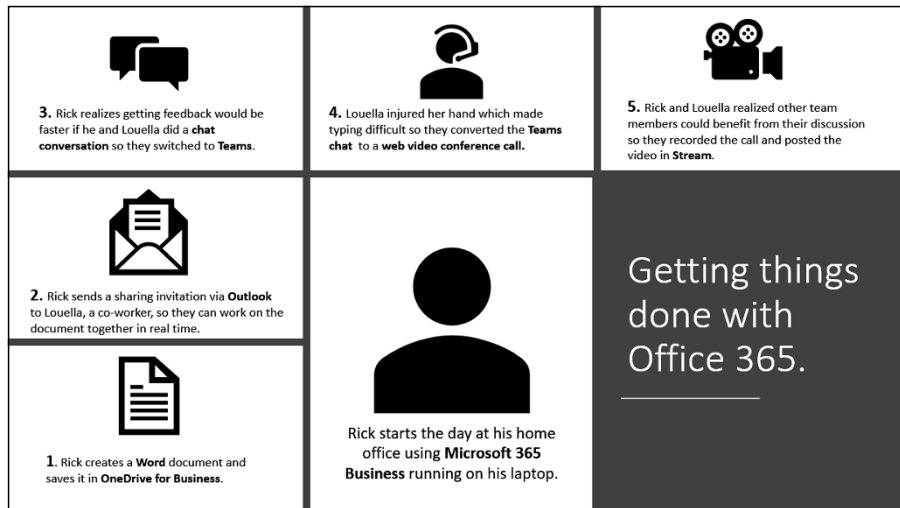 3. Rick realizes getting feedback would be
faster if he and Louella did a chat
conversation so they switched to Teams.
4. Louella injured her hand which made
typing difficult so they converted the Teams
chat to a web video conference call.
5. Rick and Louella realized other team
members could benefit from their discussion
so they recorded the call and posted the
video in Stream.
2. Rick sends a sharing invitation via Outlook
to Louella, a co-worker, so they can work on the
document together in real time.
1. Rick creates a Word document and
saves it in OneDrive for Business.
Rick starts the day at his home
office using Microsoft 365
Business running on his laptop.
Getting things
done with
Office 365.